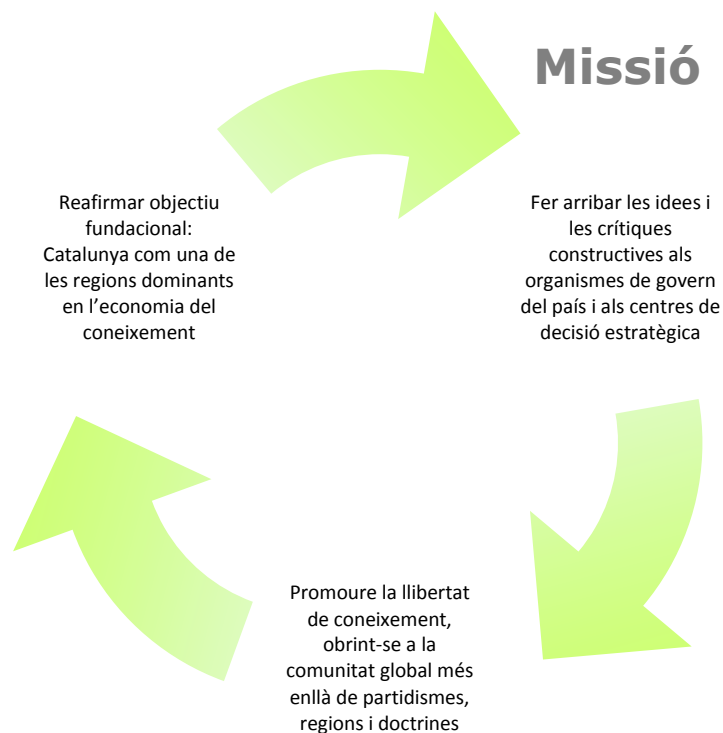 Missió
Reafirmar objectiu
fundacional:
Catalunya com una de
les regions dominants
en l’economia del
coneixement
Fer arribar les idees i
les crítiques
constructives als
organismes de govern
del país i als centres de
decisió estratègica
Promoure la llibertat
de coneixement,
obrint-se a la
comunitat global més
enllà de partidismes,
regions i doctrines